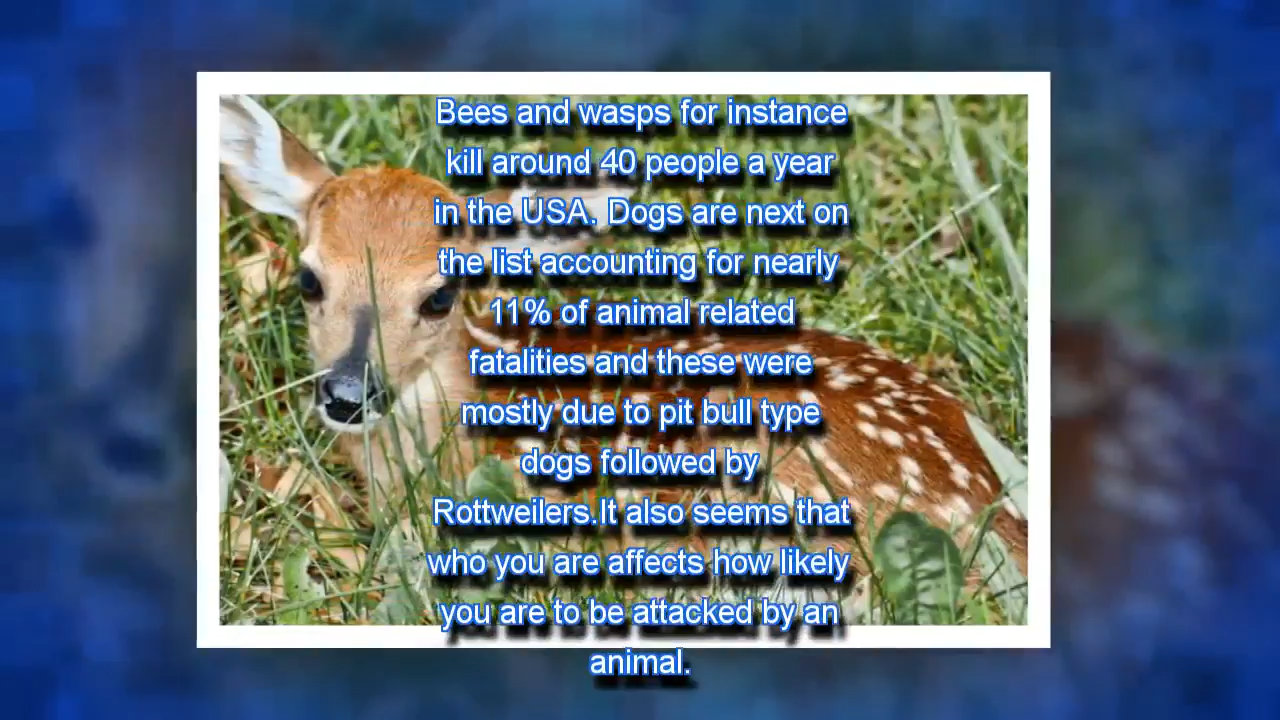 Bees and wasps for instance
kill around 40 people a year
in the USA. Dogs are next on
the list accounting for nearly
11% of animal related
fatalities and these were
mostly due to pit bull type
dogs followed by
Rottweilers.It also seems that
who you are affects how likely
you are to be attacked by an
animal.